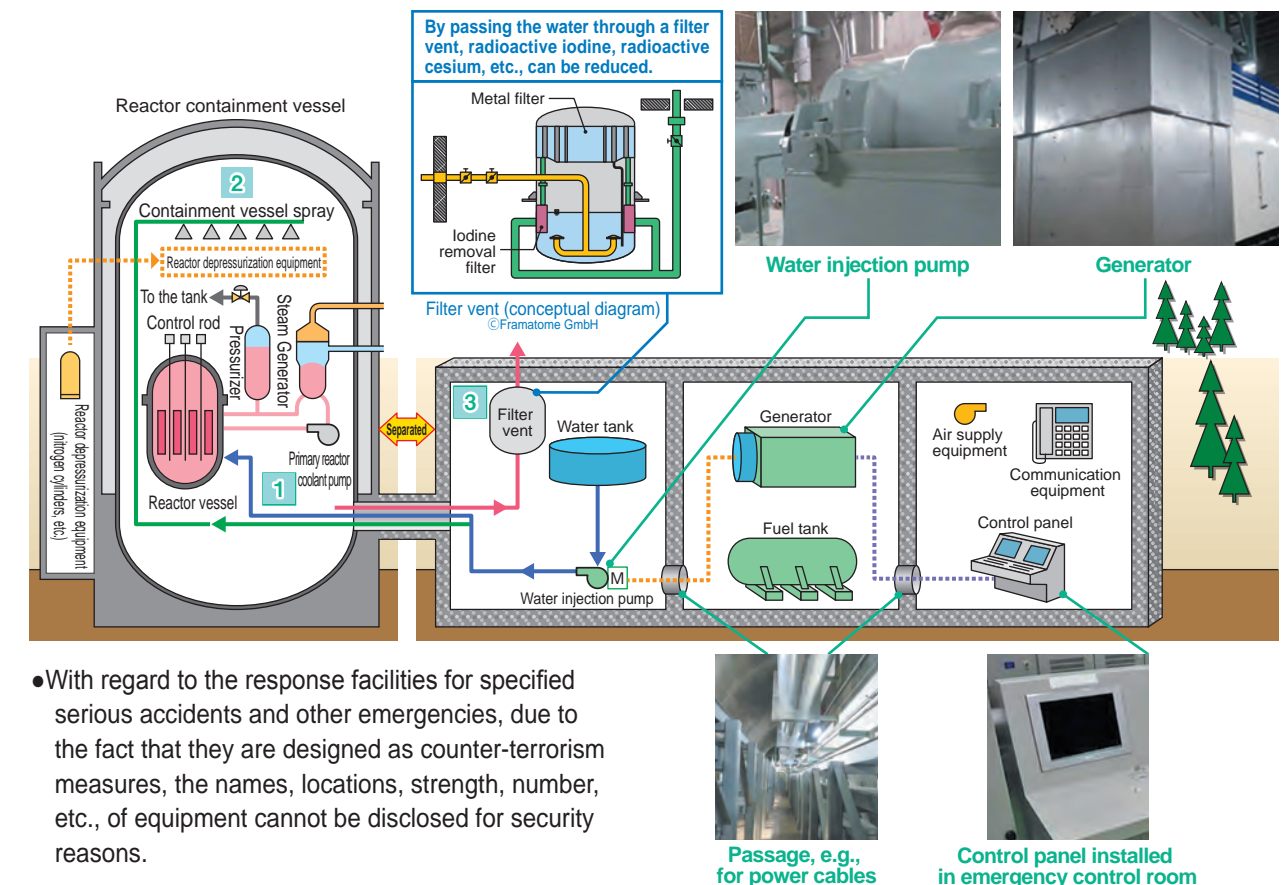 By passing the water through a filter
vent, radioactive iodine, radioactive
cesium, etc., can be reduced.
Metal filter
Iodine
removal
filter
Filter vent (conceptual diagram)
©Framatome GmbH
Water injection pump
Generator
Reactor containment vessel
2
Containment vessel spray
Reactor depressurization equipment
To the tank
Control rod
Pressurizer
Steam Generator
Primary reactor
coolant pump
1
Reactor vessel
Reactor depressurization equipment
(nitrogen cylinders, etc.)
Separated
3
Filter
vent
Water tank
M
Water injection pump
Generator
Fuel tank
Air supply
equipment
Communication
equipment
Control panel
●With regard to the response facilities for specified
serious accidents and other emergencies, due to
the fact that they are designed as counter-terrorism
measures, the names, locations, strength, number,
etc., of equipment cannot be disclosed for security
reasons.
Passage, e.g.,
for power cables
Control panel installed
in emergency control room